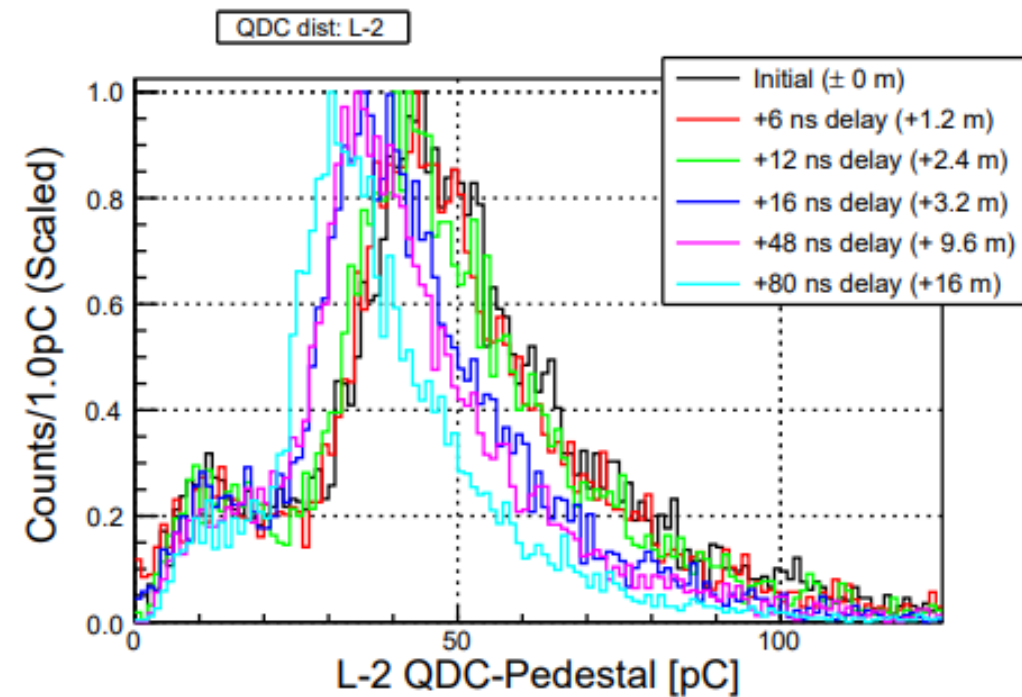 QDC dist: L-2
Initial (± 0 m)
+6 ns delay (+1.2 m)
+12 ns delay (+2.4 m)
+16 ns delay (+3.2 m)
+48 ns delay (+ 9.6 m)
+80 ns delay (+16 m)
Counts/1.0pC (Scaled)
1.0
0.8
0.6
0.4
0.2
0.0
0 50 100
L-2 QDC-Pedestal [pC]